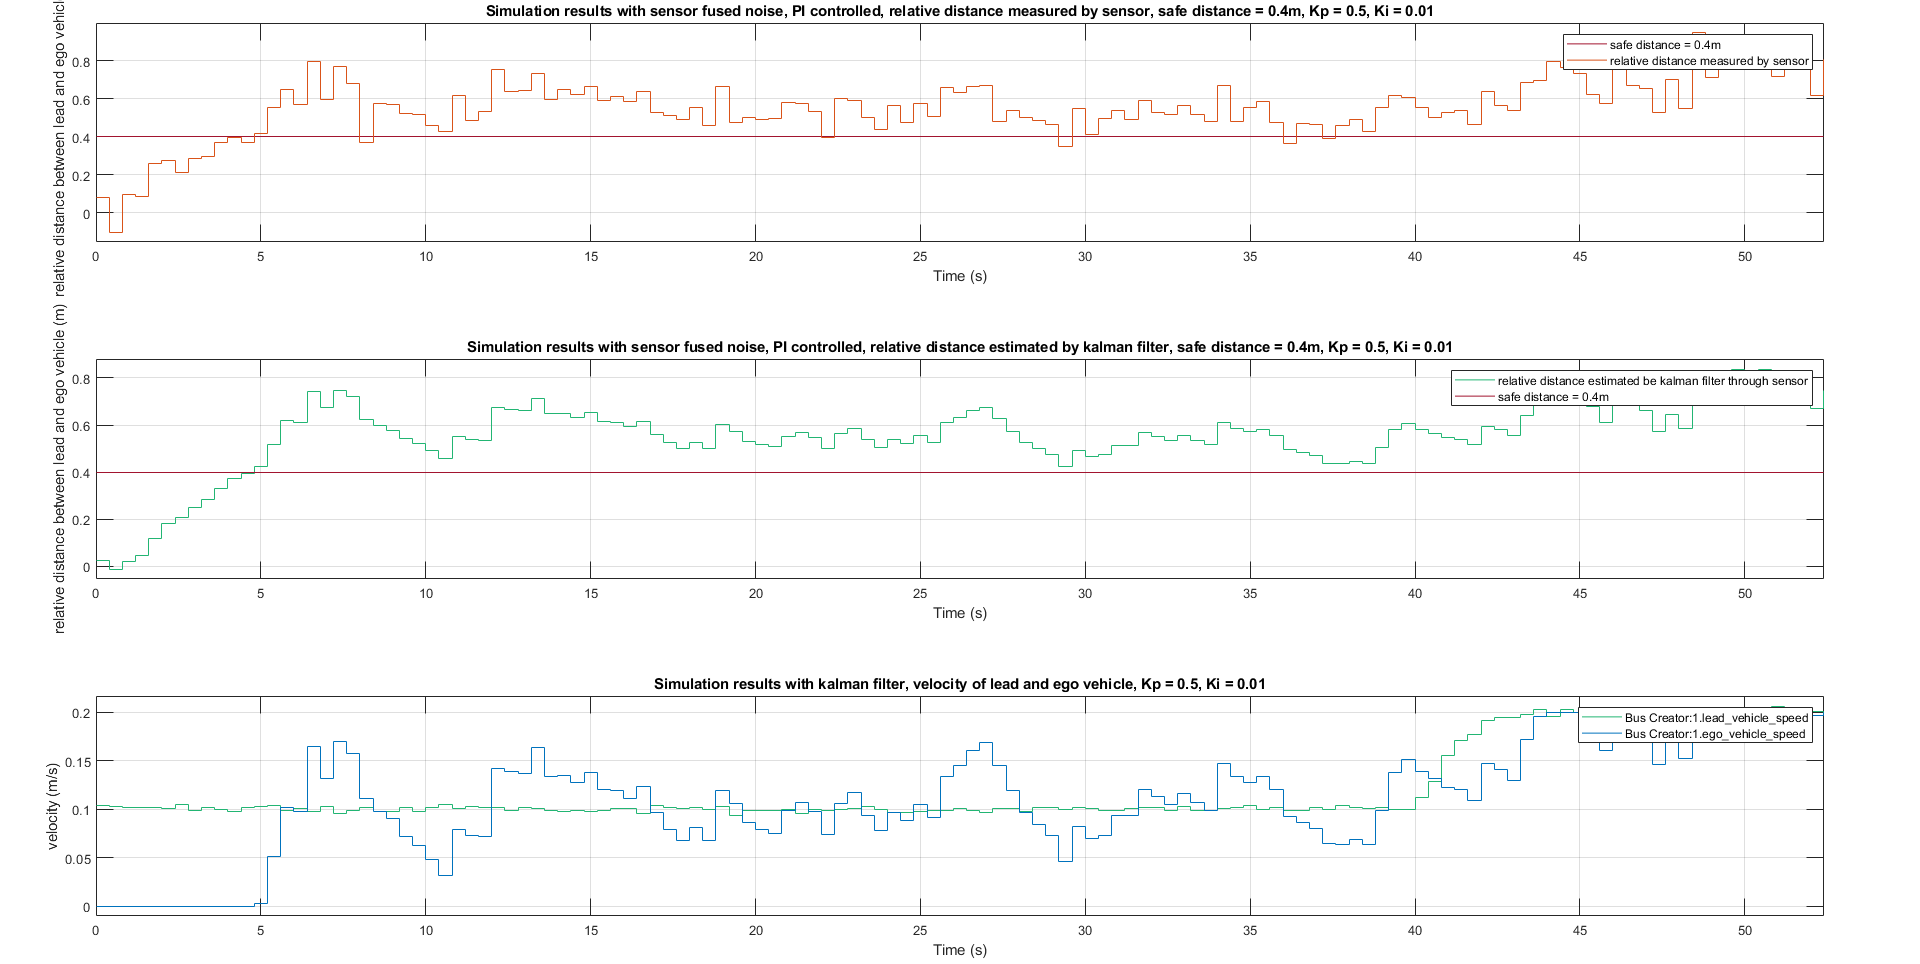 Simulation results with sensor fused noise, PI controlled, relative distance measured by sensor, safe distance = 0.4m, Kp = 0.5, Ki = 0.01
relative distance between lead and ego
0.8
0.6
0.4
0.2
0
safe distance = 0.4m
relative distance measured by sensor
0 5 10 15 20 25 30 35 40 45 50
Time (s)
Simulation results with sensor fused noise, PI controlled, relative distance estimated by kalman filter, safe distance = 0.4m, Kp = 0.5, Ki = 0.01
relative distance between lead and ego vehicle (m)
0.8
0.6
0.4
0.2
0
relative distance estimated be kalman filter through sensor
safe distance = 0.4m
0 5 10 15 20 25 30 35 40 45 50
Time (s)
Simulation results with kalman filter, velocity of lead and ego vehicle, Kp = 0.5, Ki = 0.01
velocity (m/s)
0.2
0.15
0.1
0.05
0
Bus Creator:1.lead_vehicle_speed
Bus Creator:1.ego_vehicle_speed
0 5 10 15 20 25 30 35 40 45 50
Time (s)